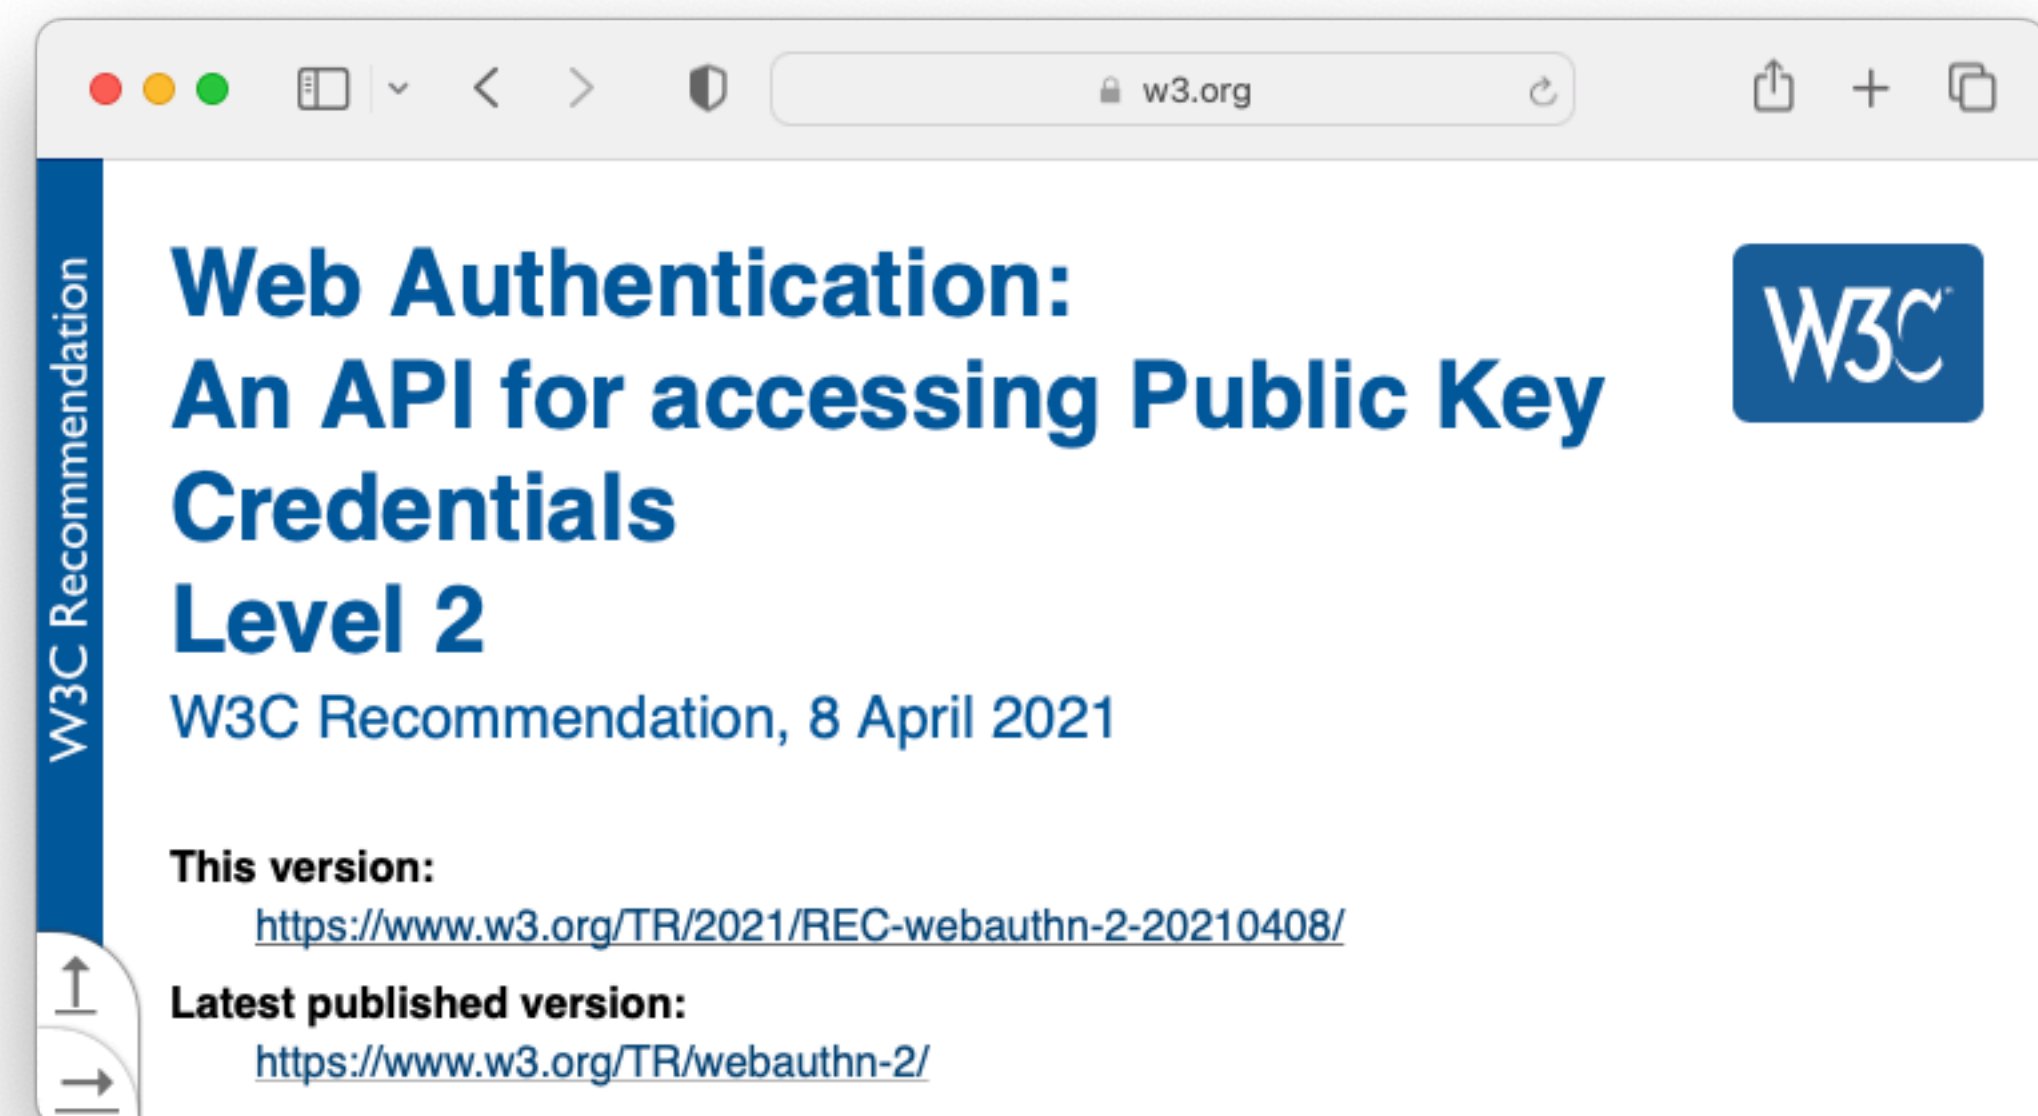 w3.org
W3C Recommendation
Web Authentication:
An API for accessing Public Key
Credentials
Level 2
W3C
W3C Recommendation, 8 April 2021
This version:
https://www.w3.org/TR/2021/REC-webauthn-2-20210408/
Latest published version:
https://www.w3.org/TR/webauthn-2/